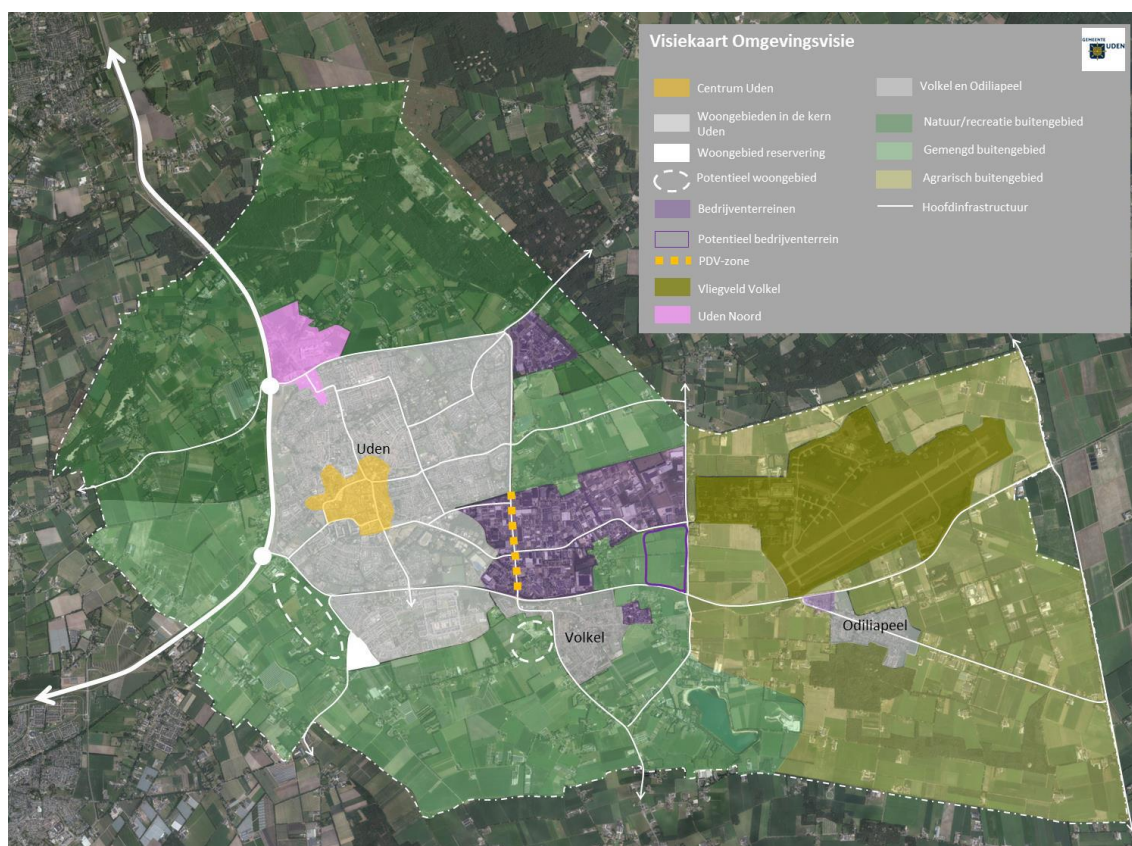 Visiekaart Omgevingsvisie
GEMEENTE
UDEN
Centrum Uden
Woongebieden in de kern
Uden
Woongebied reservering
Potentieel woongebied
Bedrijventerreinen
Potentieel bedrijventerrein
PDV-zone
Vliegveld Volkel
Uden Noord
Volkel en Odiliapeel
Natuur/recreatie buitengebied
Gemengd buitengebied
Agrarisch buitengebied
Hoofdinfrastructuur
Uden
Volkel
Odiliapeel